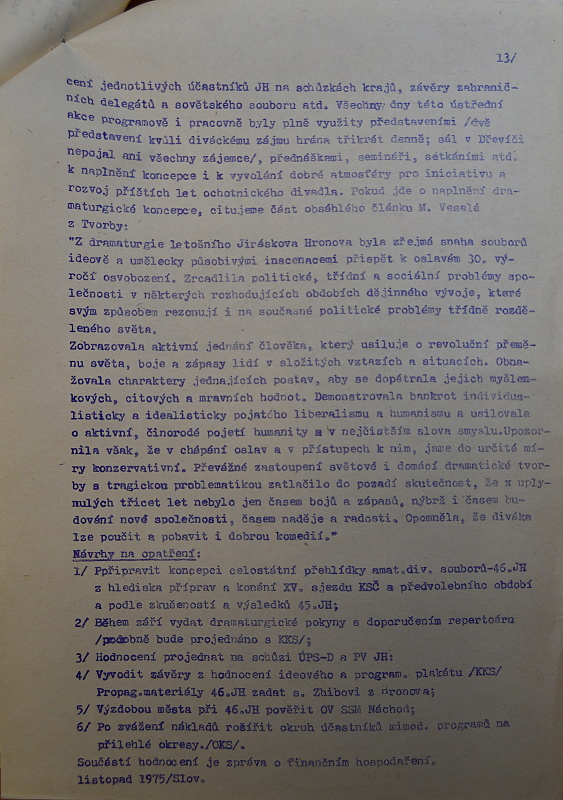 13/
cení jednotlivých účastníků JH na schůzkách krajů, závěry zahranič-
ních delegátů a sovětského souboru atd. Všechny dny této ústřední
akce programově i pracovně byly plně využity představeními /dvě
představení kvůli diváckému zájmu hrána třikrát denně; sál v Dřevíči
nepojal ani všechny zájemce/, přednáškami, semináři, setkáními atd.
k naplnění koncepce i k vyvolání dobré atmosféry pro iniciativu a
rozvoj příštích let ochotnického divadla. Pokud jde o naplnění dra-
maturgické koncepce, citujeme část obsáhlého článku M. Veselé
z Tvorby:
"Z dramaturgie letošního Jiráskova Hronova byla zřejmá snaha souborů
ideově a umělecky působivými inscenacemi přispět k oslavám 30. vý-
ročí osvobození. Zrcadlila politické, třídní a sociální problémy spo-
lečnosti v některých rozhodujících obdobích dějinného vývoje, které
svým způsobem rezonují i na současné politické problémy třídně rozdě-
leného světa.
Zobrazovala aktivní jednání člověka, který usiluje o revoluční přemě-
nu světa, boje a zápasy lidí v složitých vztazích a situacích. Obna-
žovala charaktery jednajících postav, aby se dopátrala jejich myšlen-
kových, citových a mravních hodnot. Demonstrovala bankrot individua-
listicky a idealisticky pojatého liberalismu a humanismu a usilovala
o aktivní, činorodé pojetí humanity v nejčistším slova smyslu.Upozor-
nila však, že v chápání oslav a v přístupech k nim, jsme do určité mí-
ry konzervativní. Převážné zastoupení světové i domácí dramatické tvor-
by s tragickou problematikou zatlačilo do pozadí skutečnost, že x uply-
mulých třicet let nebylo jen časem bojů a zápasů, nýbrž i časem bu-
dování nové společnosti, časem naděje a radosti. Opomněla, že diváka
lze poučit a pobavit i dobrou komedií."
Návrhy na opatření:
1/ Ppřipravit koncepci celostátní přehlídky amat.div. souborů-46.JH
z hlediska příprav a konání XV. sjezdu KSČ a předvolebního období
a podle zkušeností a výsledků 45.JH;
2/ Během září vydat dramaturgické pokyny s doporučením repertoáru
/podobně bude projednáno s KKS/;
3/ Hodnocení projednat na schůzi ÚPS-D a PV JH:
4/ Vyvodit závěry z hodnocení ideového a program. plakátu /KKS/
Propag.materiály 46.JH zadat s. Zhibovi z Hronova;
5/ Výzdobou města při 46.JH pověřit OV SSM Náchod;
6/ Po zvážení nákladů rošířit okruh účastníků mimoď. programů na
přilehlé okresy./OKS/.
Součástí hodnocení je zpráva o finančním hospodaření.
listopad 1975/Slov.